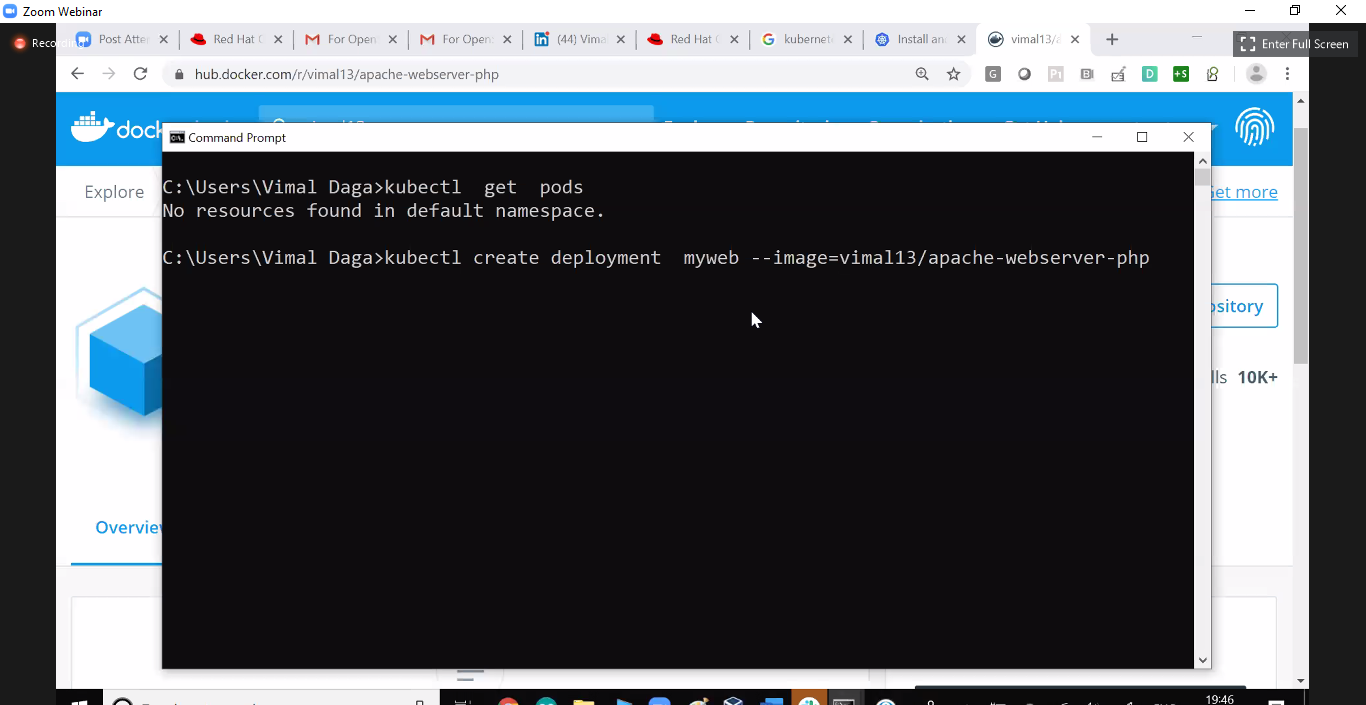 Zoom Webinar
Recording
Post Atte
Red Hat
For Open
For Open
(44) Vima
Red Hat
kubernet
Install an
vimal13/
Enter Full Screen
hub.docker.com/r/vimal13/apache-webserver-php
dock
Command Prompt
Explore
Get more
C:\Users\Vimal Daga>kubectl  get  pods
No resources found in default namespace.
C:\Users\Vimal Daga>kubectl create deployment  myweb --image=vimal13/apache-webserver-php
ository
lls 10K+
Overvie
19:46